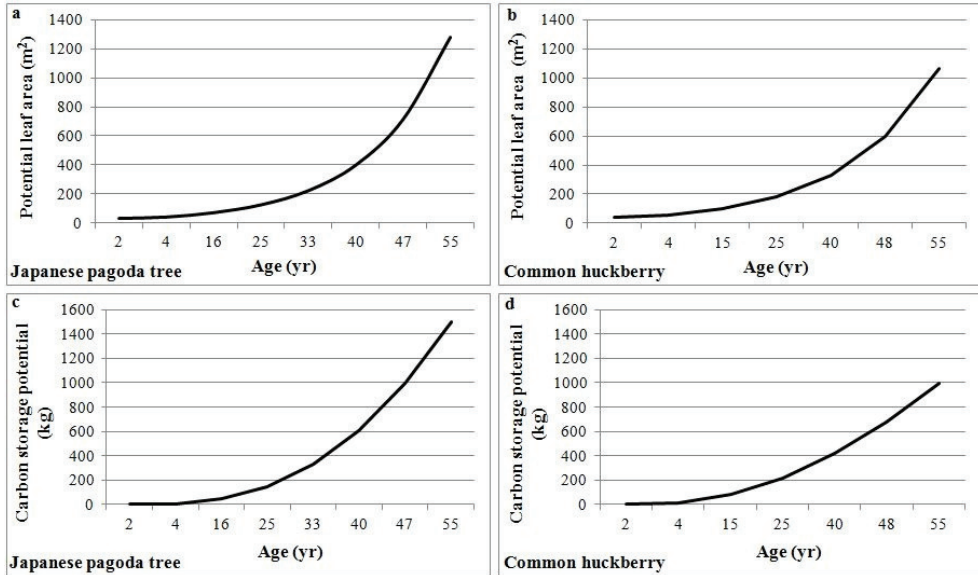 a
1400
1200
1000
800
600
400
200
0
Potential leaf area (m²)
2 4 16 25 33 40 47 55
Age (yr)
Japanese pagoda tree
b
1400
1200
1000
800
600
400
200
0
Potential leaf area (m²)
2 4 15 25 40 48 55
Age (yr)
Common huckberry
c
1600
1400
1200
1000
800
600
400
200
0
Carbon storage potential
(kg)
2 4 16 25 33 40 47 55
Age (yr)
Japanese pagoda tree
d
1600
1400
1200
1000
800
600
400
200
0
Carbon storage potential
(kg)
2 4 15 25 40 48 55
Age (yr)
Common huckberry